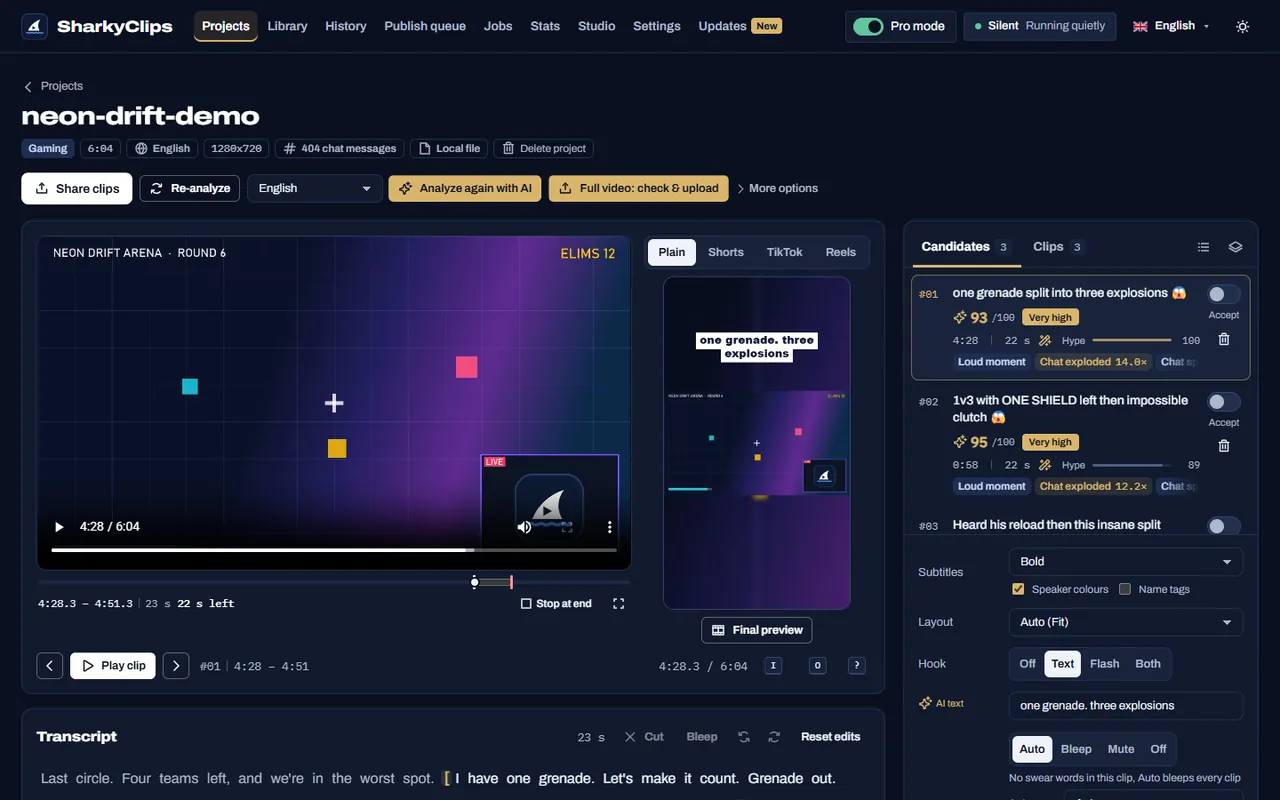 SharkyClips
Projects Library History Publish queue Jobs Stats Studio Settings Updates New
Pro mode
Silent Running quietly
English
Projects
neon-drift-demo
Gaming 6:04 English 1280x720 404 chat messages Local file Delete project
Share clips Re-analyze English Analyze again with AI Full video: check & upload More options
NEON DRIFT ARENA · ROUND 6
ELIMS 12
LIVE
4:28 / 6:04
4:28.3 – 4:51.3 23 s 22 s left
Stop at end
Play clip
#01 4:28 – 4:51
Plain Shorts TikTok Reels
one grenade. three
explosions
Final preview
4:28.3 / 6:04 I O ?
Transcript
23 s Cut Bleep Reset edits
Last circle. Four teams left, and we're in the worst spot. [ I have one grenade. Let's make it count. Grenade out.
Candidates 3 Clips 3
#01 one grenade split into three explosions 😱
Accept
93 /100 Very high
4:28 22 s Hype 100
Loud moment Chat exploded 14.0× Chat sp
#02 1v3 with ONE SHIELD left then impossible
clutch 😱
Accept
95 /100 Very high
0:58 22 s Hype 89
Loud moment Chat exploded 12.2× Chat sp
#03 Heard his reload then this insane split
Subtitles Bold
Speaker colours Name tags
Layout Auto (Fit)
Hook Off Text Flash Both
AI text one grenade. three explosions
Auto Bleep Mute Off
No swear words in this clip, Auto bleeps every clip